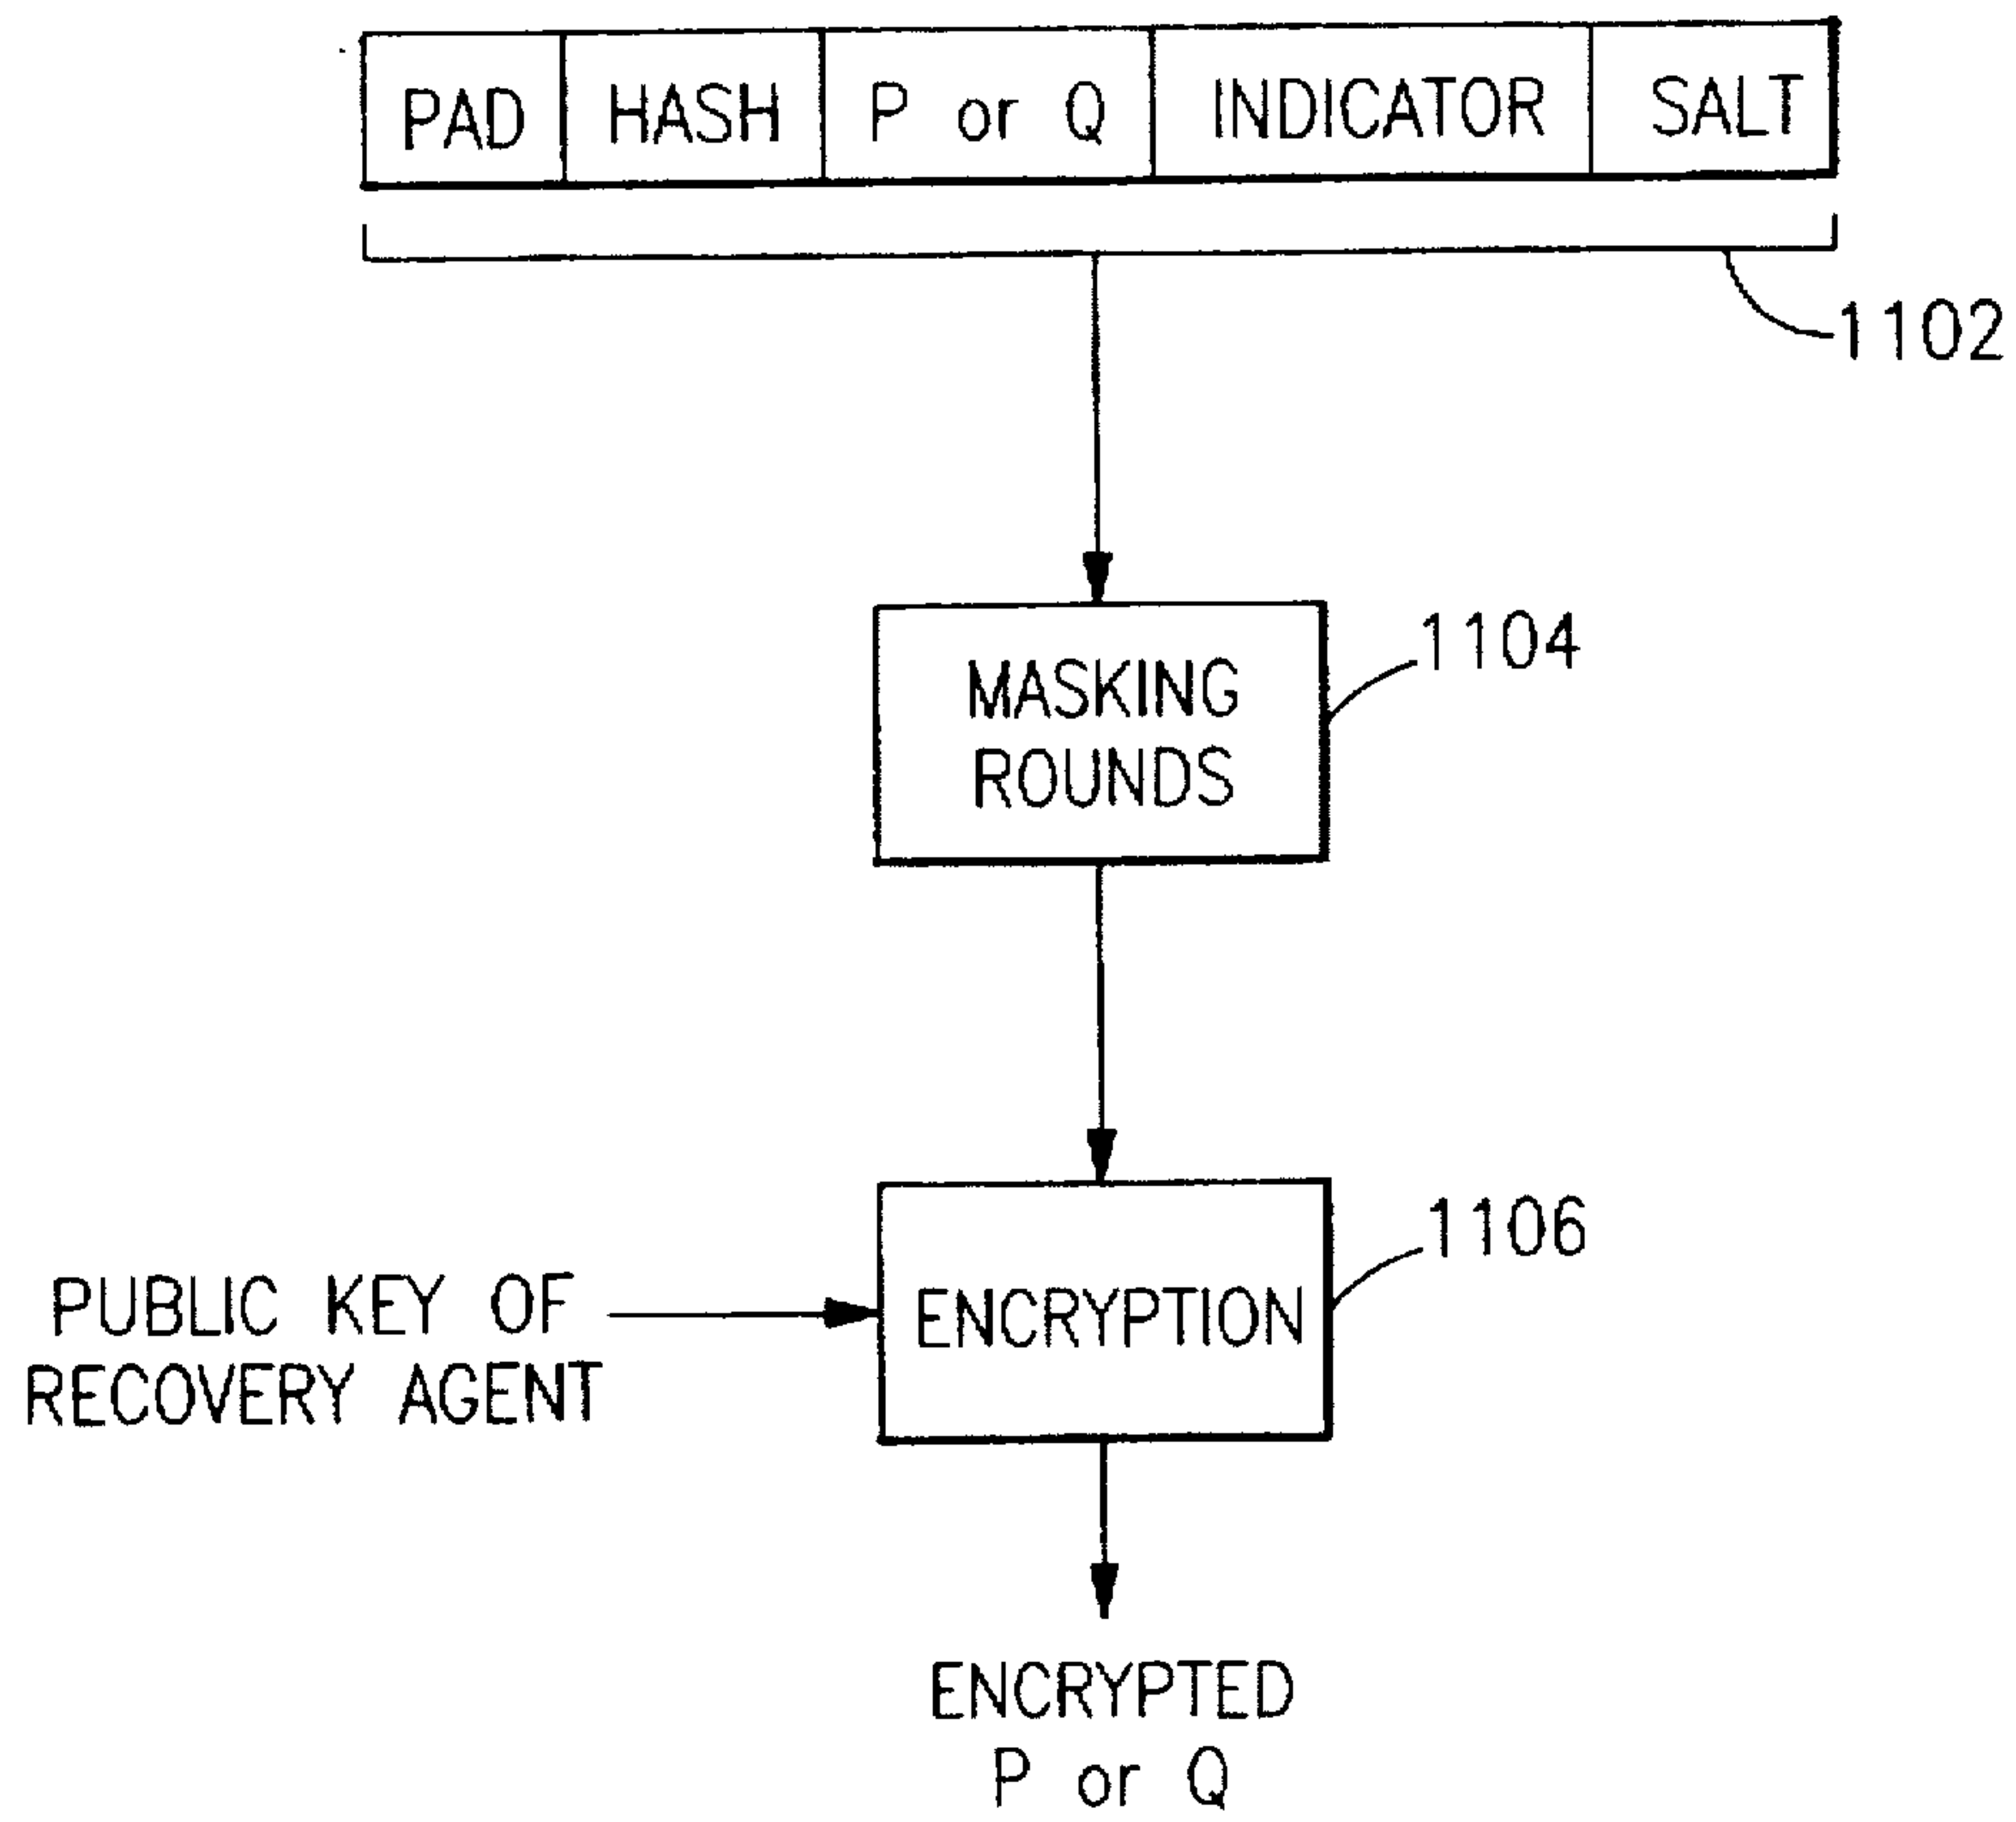 PAD HASH P or Q INDICATOR SALT
1102
MASKING
ROUNDS
1104
ENCRYPTION
1106
PUBLIC KEY OF
RECOVERY AGENT
ENCRYPTED
P or Q